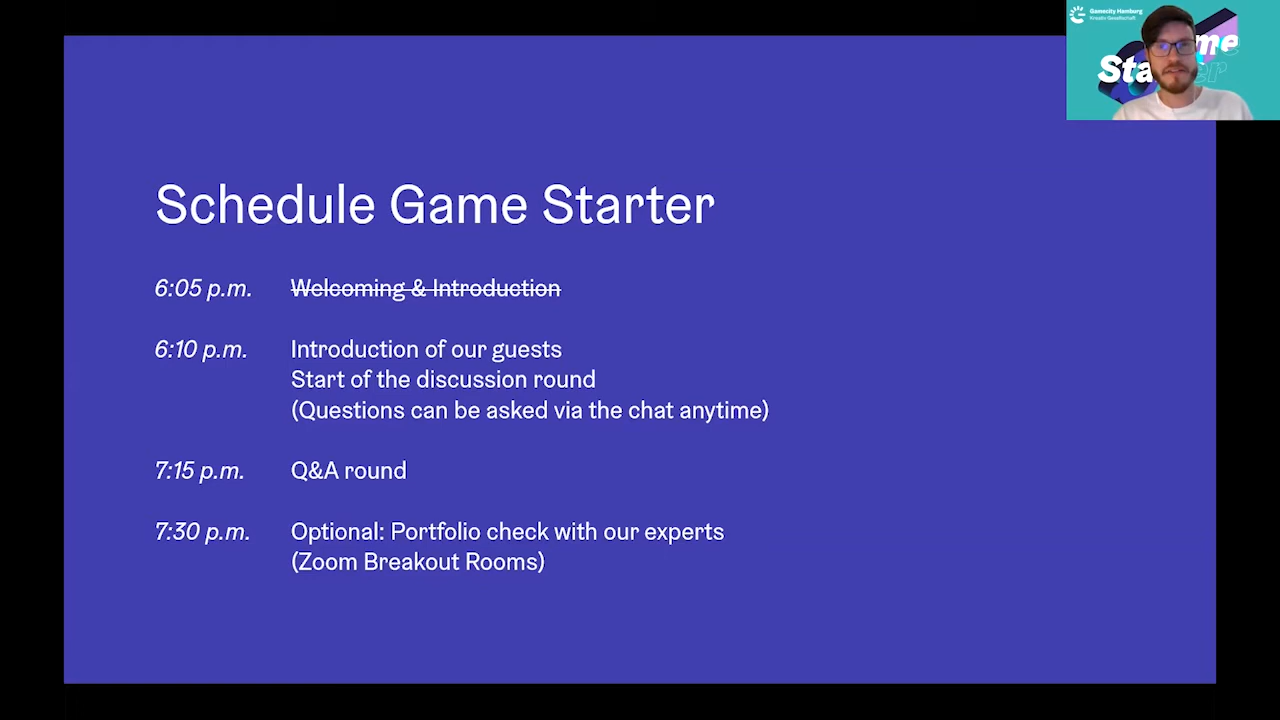 Gamecity Hamburg
Kreativ Gesellschaft
Schedule Game Starter
6:05 p.m. Welcoming & Introduction
6:10 p.m. Introduction of our guests
Start of the discussion round
(Questions can be asked via the chat anytime)
7:15 p.m. Q&A round
7:30 p.m. Optional: Portfolio check with our experts
(Zoom Breakout Rooms)